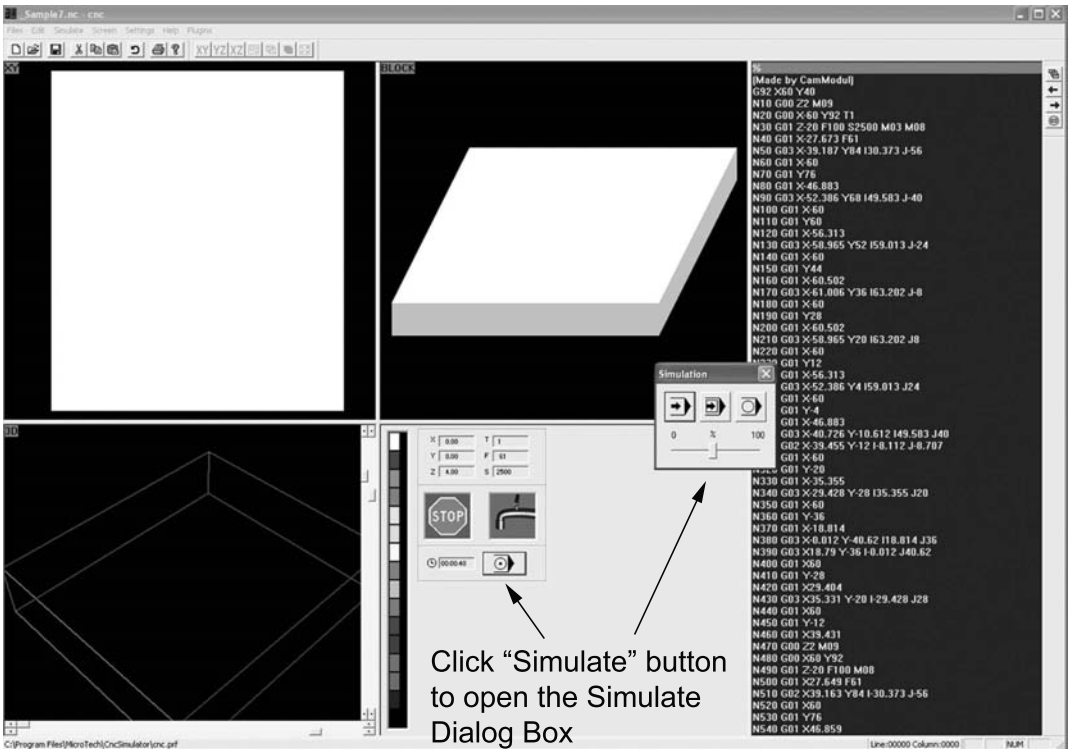 _Sample7.nc - cnc
Files Edit Simulate Screen Settings Help Plugins
XY YZ XZ
XY
BLOCK
3D
%
(Made by CamModul)
G92 X60 Y40
N10 G00 Z2 M09
N20 G00 X-60 Y92 T1
N30 G01 Z-20 F100 S2500 M03 M08
N40 G01 X-27.673 F61
N50 G03 X-39.187 Y84 I30.373 J-56
N60 G01 X-60
N70 G01 Y76
N80 G01 X-46.883
N90 G03 X-52.386 Y68 I49.583 J-40
N100 G01 X-60
N110 G01 Y60
N120 G01 X-56.313
N130 G03 X-58.965 Y52 I59.013 J-24
N140 G01 X-60
N150 G01 Y44
N160 G01 X-60.502
N170 G03 X-61.006 Y36 I63.202 J-8
N180 G01 X-60
N190 G01 Y28
N200 G01 X-60.502
N210 G03 X-58.965 Y20 I63.202 J8
N220 G01 X-60
G01 Y12
G01 X-56.313
G03 X-52.386 Y4 I59.013 J24
G01 X-60
G01 Y-4
G01 X-46.883
G03 X-40.726 Y-10.612 I49.583 J40
G02 X-39.455 Y-12 I-8.112 J-8.707
G01 X-60
N320 G01 Y-20
N330 G01 X-35.355
N340 G03 X-29.428 Y-28 I35.355 J20
N350 G01 X-60
N360 G01 Y-36
N370 G01 X-18.814
N380 G03 X-0.012 Y-40.62 I18.814 J36
N390 G03 X18.79 Y-36 I-0.012 J40.62
N400 G01 X60
N410 G01 Y-28
N420 G01 X29.404
N430 G03 X35.331 Y-20 I-29.428 J28
N440 G01 X60
N450 G01 Y-12
N460 G01 X39.431
N470 G00 Z2 M09
N480 G00 X60 Y92
N490 G01 Z-20 F100 M08
N500 G01 X27.649 F61
N510 G02 X39.163 Y84 I-30.373 J-56
N520 G01 X60
N530 G01 Y76
N540 G01 X46.859
Simulation
0 % 100
X 0.00 T 1
Y 0.00 F 61
Z 4.00 S 2500
STOP
00:00:40
Click “Simulate” button
to open the Simulate
Dialog Box
C:\Program Files\MicroTech\CncSimulator\cnc.prf
Line:00000 Column:0000 NUM